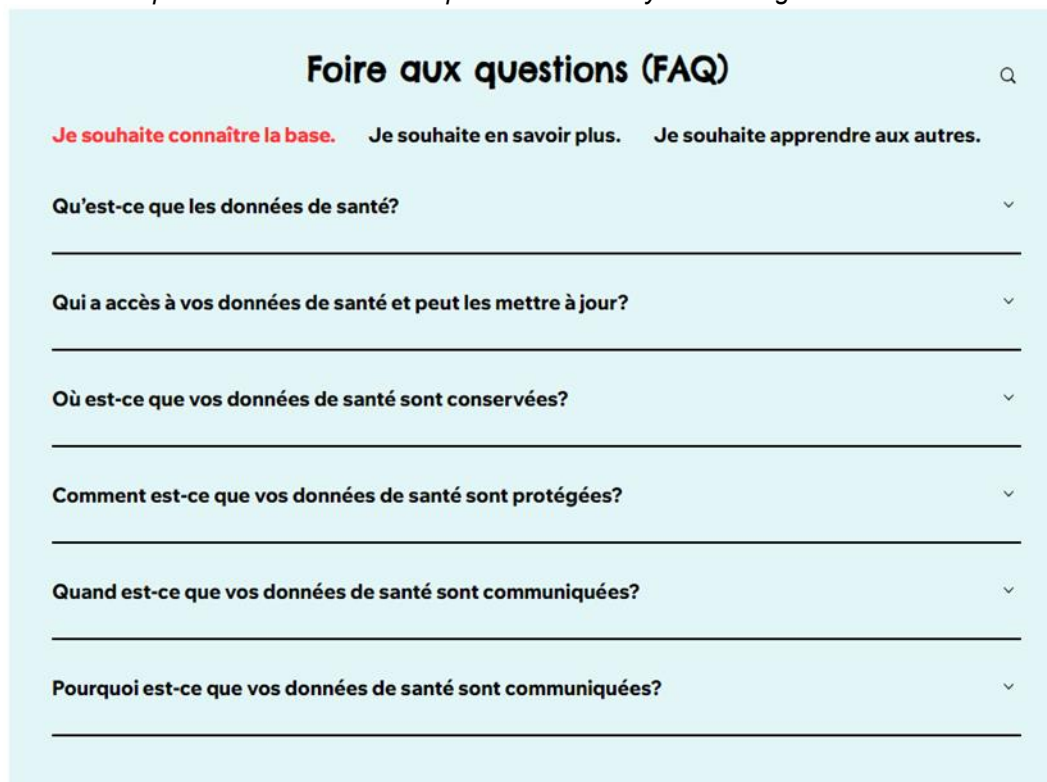 Foire aux questions (FAQ)
Je souhaite connaître la base. Je souhaite en savoir plus. Je souhaite apprendre aux autres.
Qu'est-ce que les données de santé?
Qui a accès à vos données de santé et peut les mettre à jour?
Où est-ce que vos données de santé sont conservées?
Comment est-ce que vos données de santé sont protégées?
Quand est-ce que vos données de santé sont communiquées?
Pourquoi est-ce que vos données de santé sont communiquées?